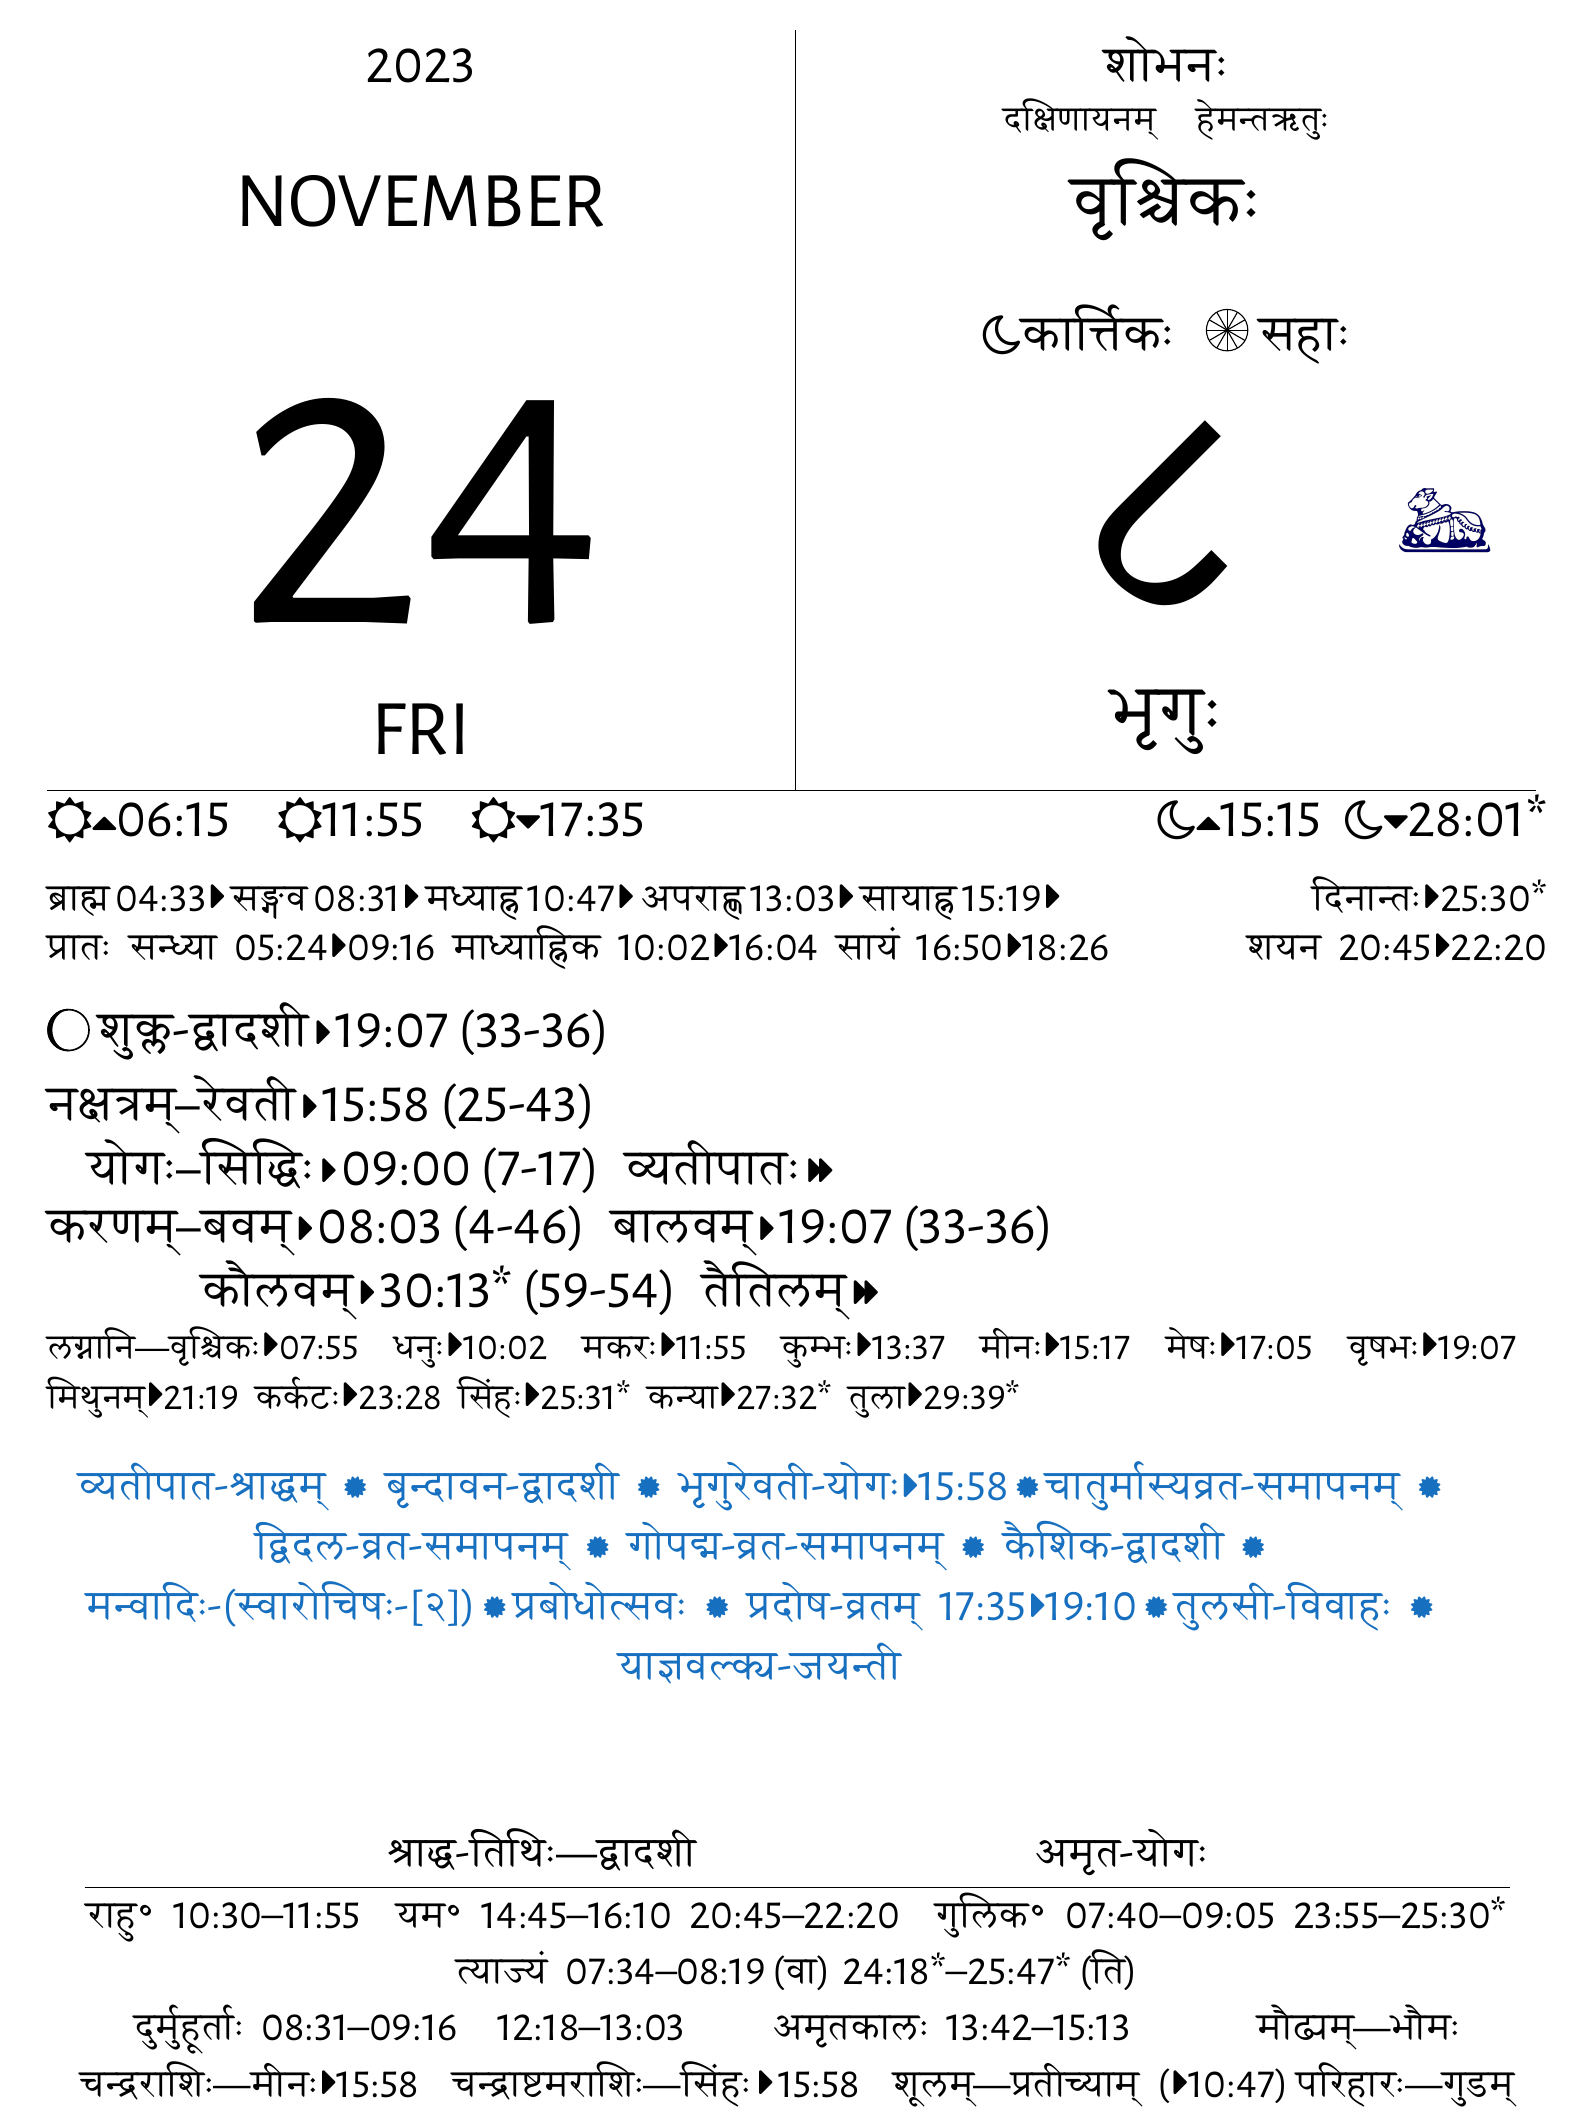 2023
NOVEMBER
24
FRI
शोभनः
दक्षिणायनम् हेमन्तऋतुः
वृश्चिकः
कार्त्तिकः सहाः
८
भृगुः
06:15 11:55 17:35 15:15 28:01*
ब्राह्म 04:33 सङ्गव 08:31 मध्याह्न 10:47 अपराह्ण 13:03 सायाह्न 15:19 दिनान्तः 25:30*
प्रातः सन्ध्या 05:24 09:16 माध्याह्निक 10:02 16:04 सायं 16:50 18:26 शयन 20:45 22:20
शुक्ल-द्वादशी 19:07 (33-36)
नक्षत्रम्–रेवती 15:58 (25-43)
योगः–सिद्धिः 09:00 (7-17) व्यतीपातः
करणम्–बवम् 08:03 (4-46) बालवम् 19:07 (33-36)
कौलवम् 30:13* (59-54) तैतिलम्
लग्नानि—वृश्चिकः 07:55 धनुः 10:02 मकरः 11:55 कुम्भः 13:37 मीनः 15:17 मेषः 17:05 वृषभः 19:07
मिथुनम् 21:19 कर्कटः 23:28 सिंहः 25:31* कन्या 27:32* तुला 29:39*
व्यतीपात-श्राद्धम् ✹ बृन्दावन-द्वादशी ✹ भृगुरेवती-योगः 15:58 ✹ चातुर्मास्यव्रत-समापनम् ✹
द्विदल-व्रत-समापनम् ✹ गोपद्म-व्रत-समापनम् ✹ कैशिक-द्वादशी ✹
मन्वादिः-(स्वारोचिषः-[२]) ✹ प्रबोधोत्सवः ✹ प्रदोष-व्रतम् 17:35 19:10 ✹ तुलसी-विवाहः ✹
याज्ञवल्क्य-जयन्ती
श्राद्ध-तिथिः—द्वादशी अमृत-योगः
राहु॰ 10:30–11:55 यम॰ 14:45–16:10 20:45–22:20 गुलिक॰ 07:40–09:05 23:55–25:30*
त्याज्यं 07:34–08:19 (वा) 24:18*–25:47* (ति)
दुर्मुहूर्ताः 08:31–09:16 12:18–13:03 अमृतकालः 13:42–15:13 मौढ्यम्—भौमः
चन्द्रराशिः—मीनः 15:58 चन्द्राष्टमराशिः—सिंहः 15:58 शूलम्—प्रतीच्याम् (10:47) परिहारः—गुडम्